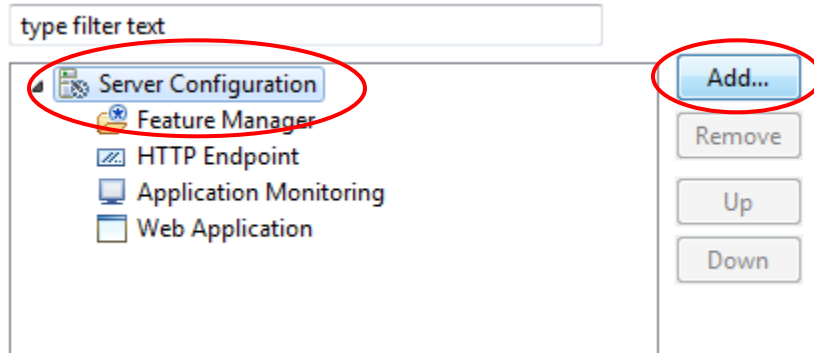 type filter text
Server Configuration
Feature Manager
HTTP Endpoint
Application Monitoring
Web Application
Add...
Remove
Up
Down